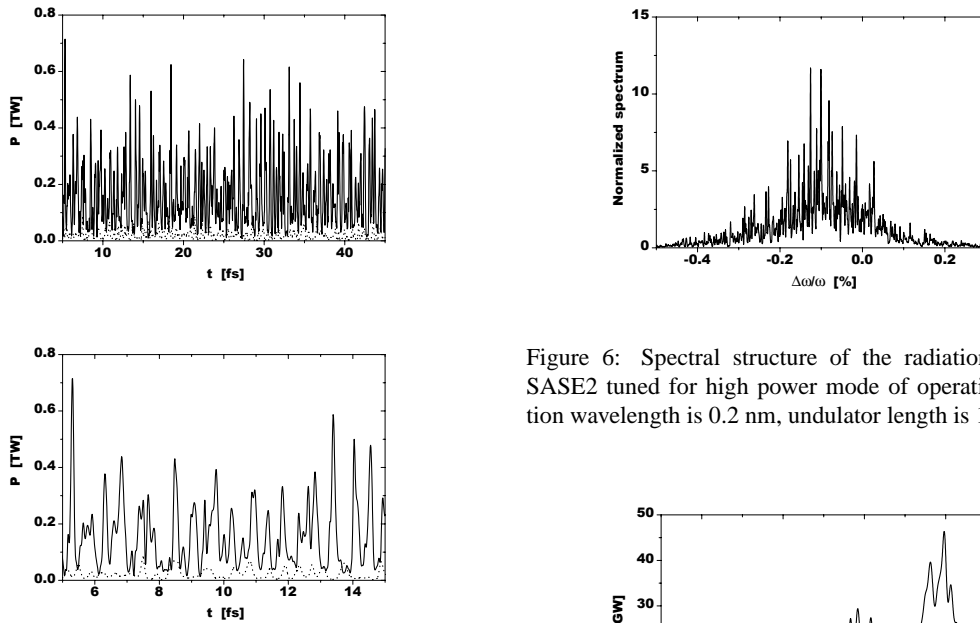 0.8
0.6
0.4
0.2
0.0
P [TW]
10 20 30 40
t [fs]
0.8
0.6
0.4
0.2
0.0
P [TW]
6 8 10 12 14
t [fs]
15
10
5
0
Normalized spectrum
-0.4 -0.2 0.0 0.2
Δω/ω [%]
Figure 6: Spectral structure of the radiation
SASE2 tuned for high power mode of operati
tion wavelength is 0.2 nm, undulator length is
50
40
30
GW]